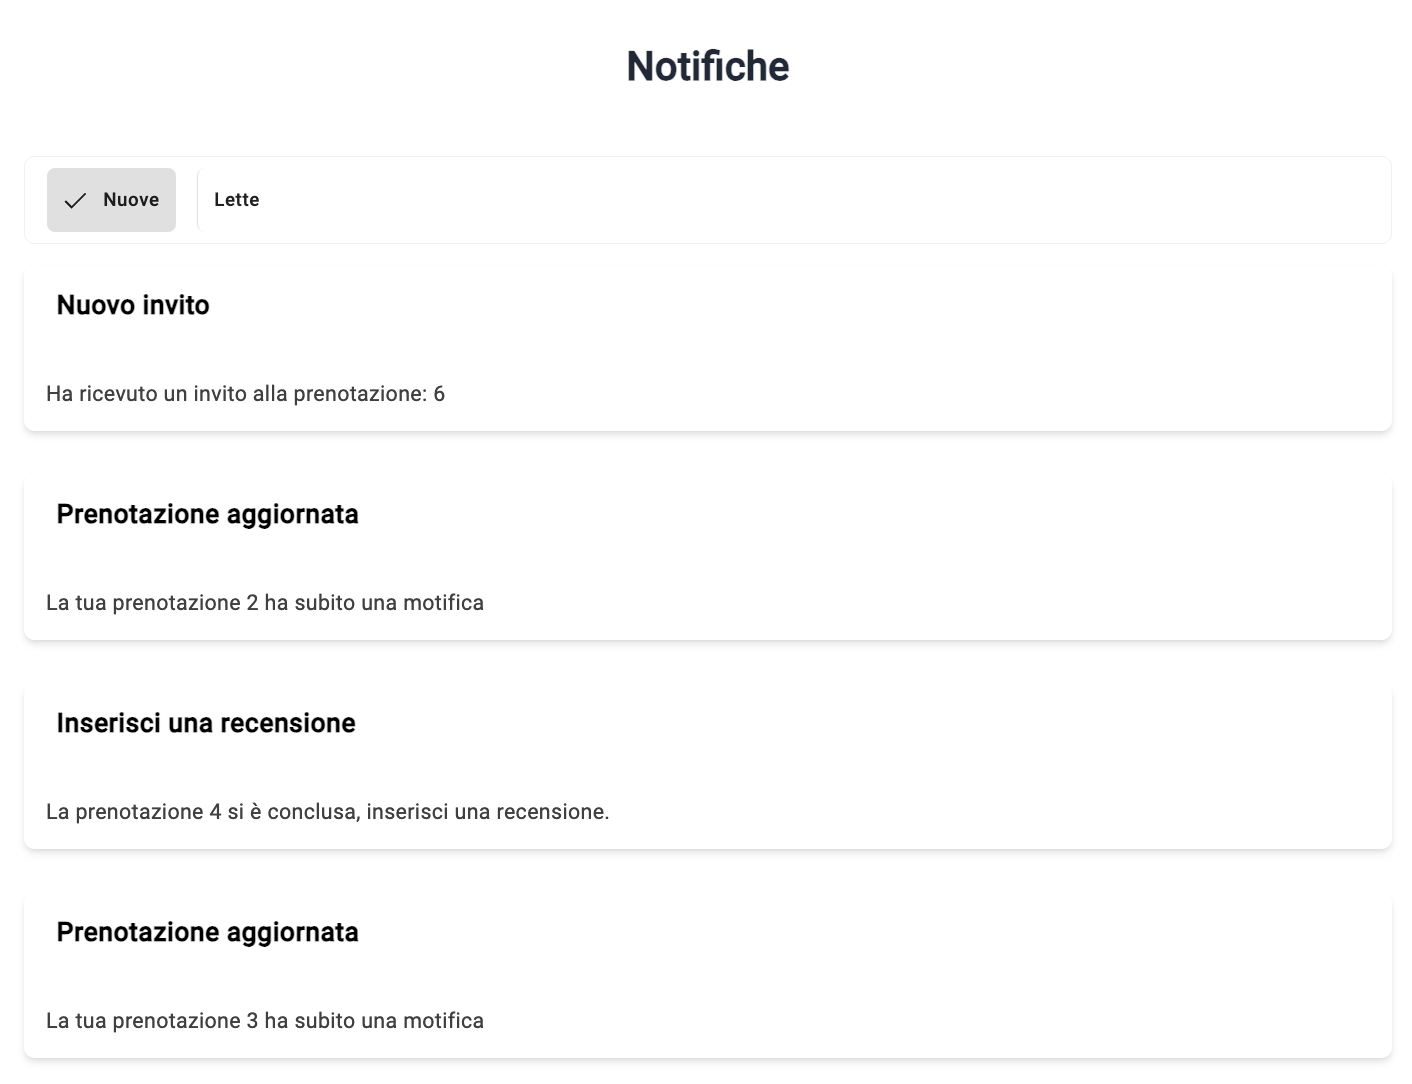 Notifiche
Nuove
Lette
Nuovo invito
Ha ricevuto un invito alla prenotazione: 6
Prenotazione aggiornata
La tua prenotazione 2 ha subito una motifica
Inserisci una recensione
La prenotazione 4 si è conclusa, inserisci una recensione.
Prenotazione aggiornata
La tua prenotazione 3 ha subito una motifica